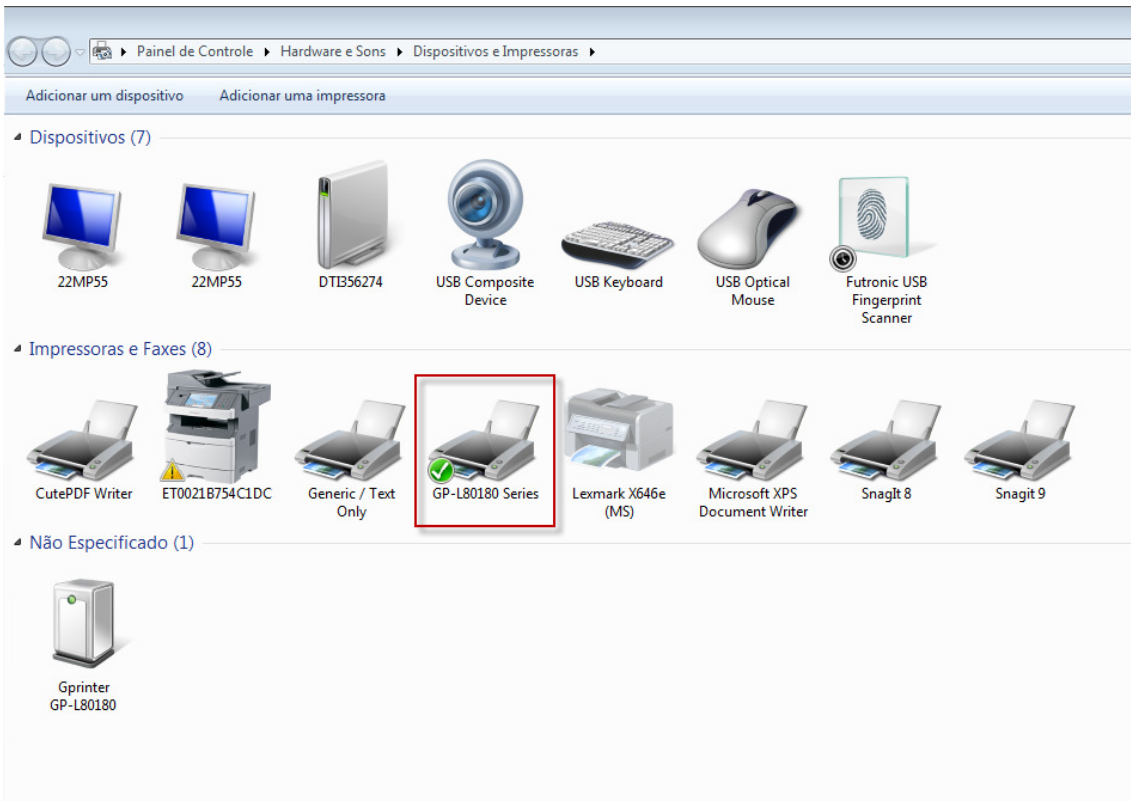 Painel de Controle Hardware e Sons Dispositivos e Impressoras
Adicionar um dispositivo Adicionar uma impressora
Dispositivos (7)
22MP55
22MP55
DTI356274
USB Composite
Device
USB Keyboard
USB Optical
Mouse
Futronic USB
Fingerprint
Scanner
Impressoras e Faxes (8)
CutePDF Writer
ET0021B754C1DC
Generic / Text
Only
GP-L80180 Series
Lexmark X646e
(MS)
Microsoft XPS
Document Writer
SnagIt 8
Snagit 9
Não Especificado (1)
Gprinter
GP-L80180